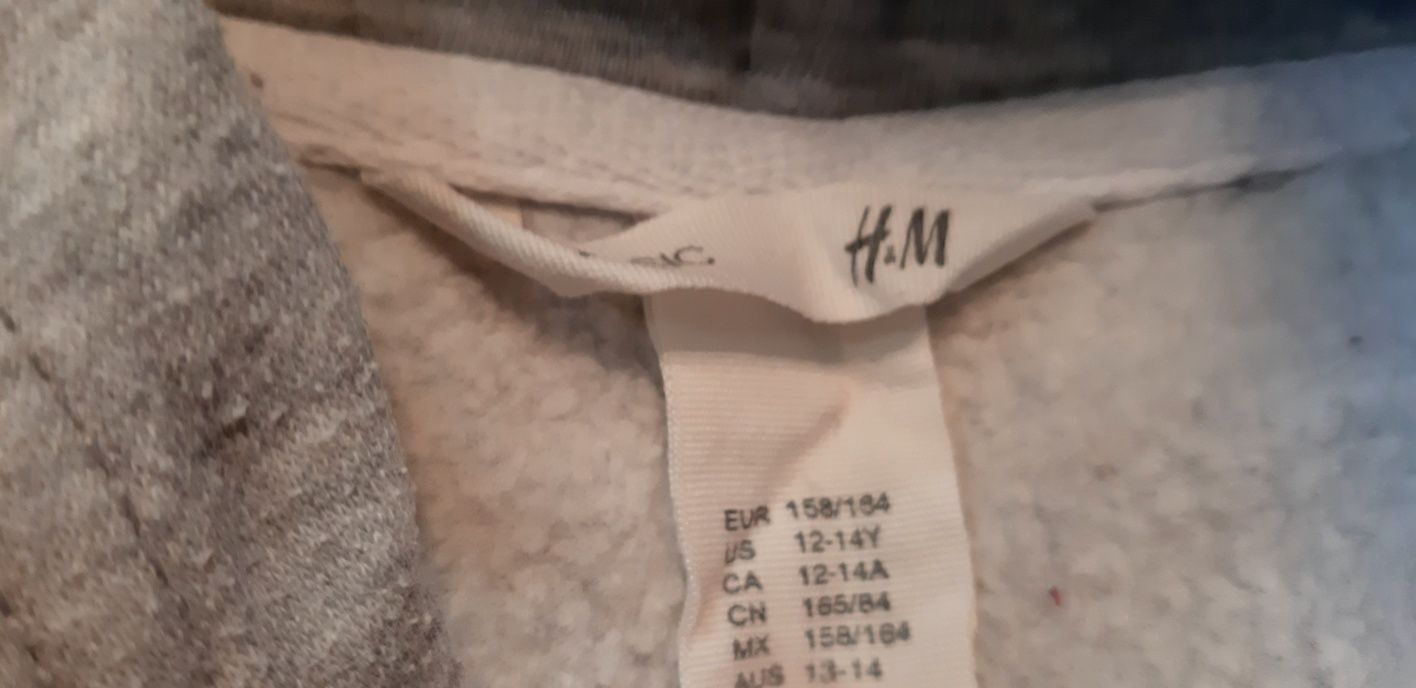 H&M
EUR 158/164
US 12-14Y
CA 12-14A
CN 165/84
MX 158/164
AUS 13-14